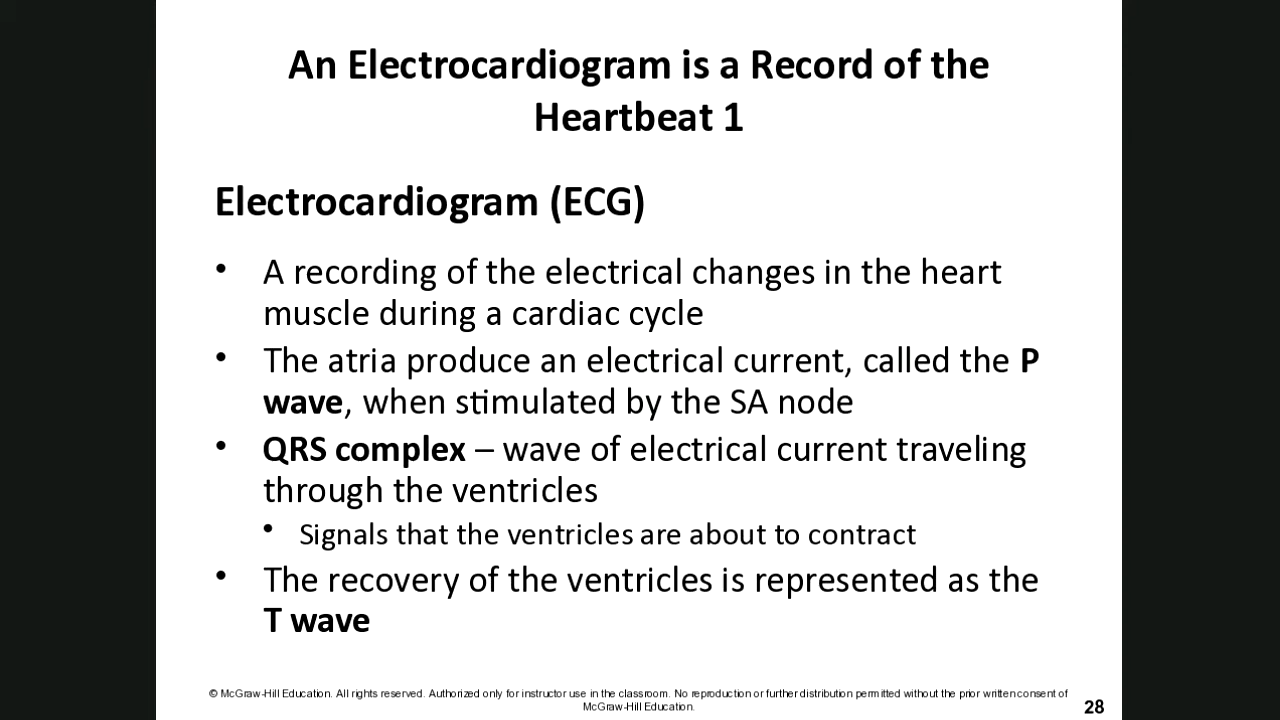 An Electrocardiogram is a Record of the
Heartbeat 1
Electrocardiogram (ECG)
• A recording of the electrical changes in the heart
muscle during a cardiac cycle
• The atria produce an electrical current, called the P
wave, when stimulated by the SA node
• QRS complex – wave of electrical current traveling
through the ventricles
• Signals that the ventricles are about to contract
• The recovery of the ventricles is represented as the
T wave
© McGraw-Hill Education. All rights reserved. Authorized only for instructor use in the classroom. No reproduction or further distribution permitted without the prior written consent of
McGraw-Hill Education.
28